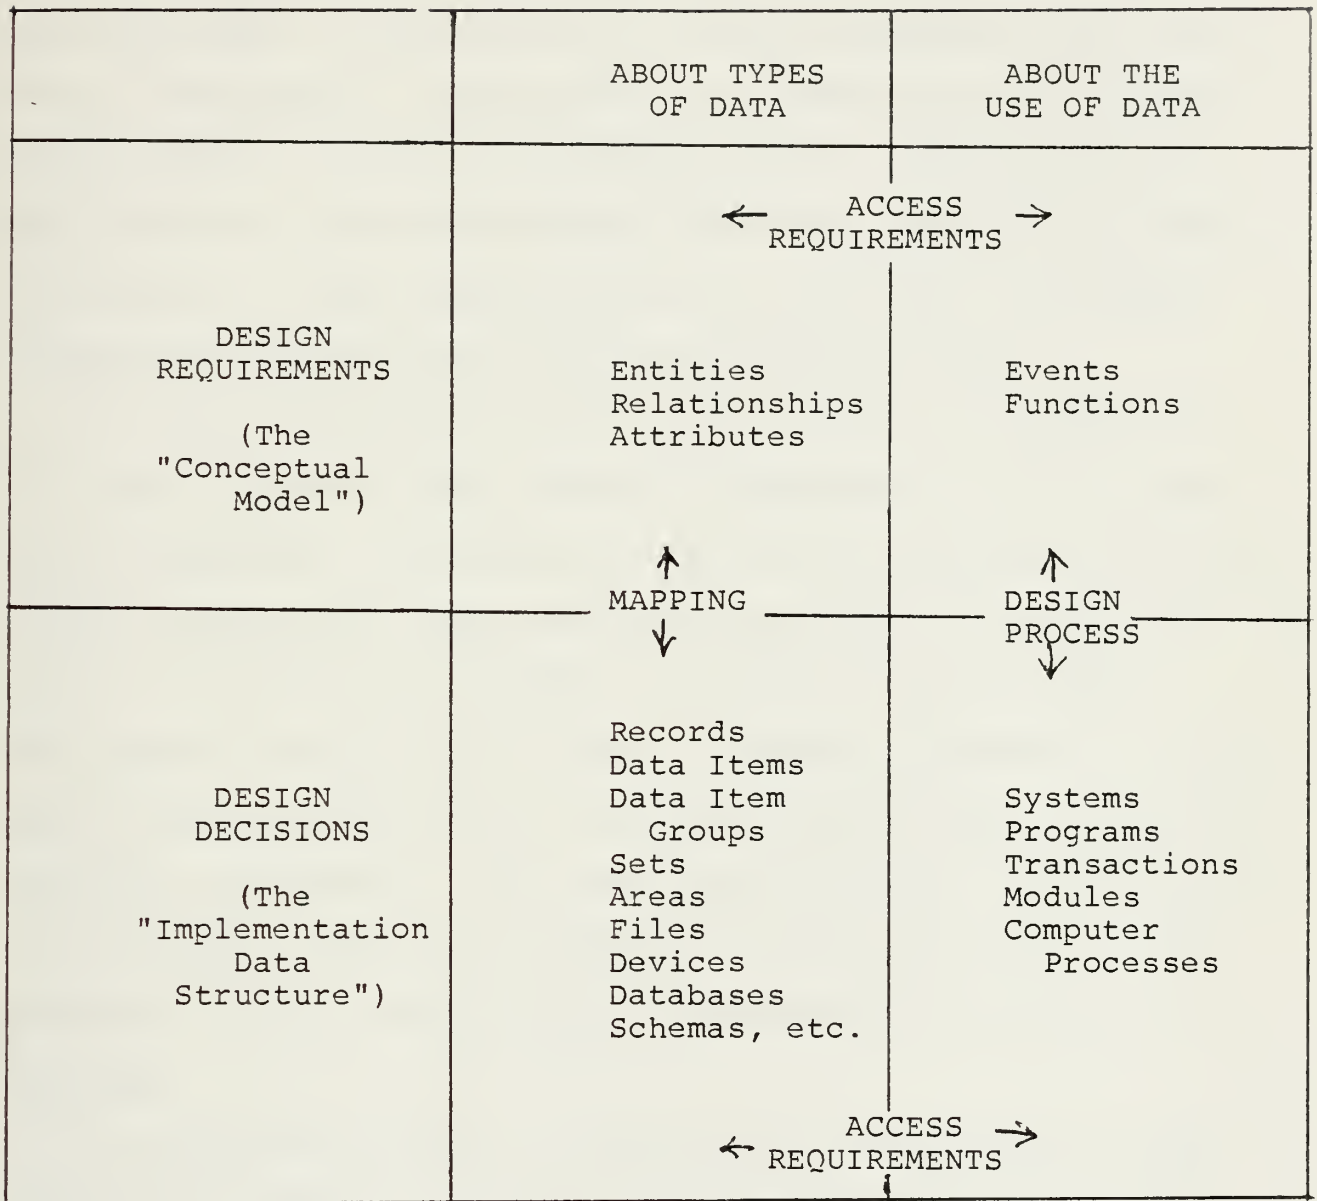 ABOUT TYPES
OF DATA
ABOUT THE
USE OF DATA
ACCESS
REQUIREMENTS
DESIGN
REQUIREMENTS
(The
"Conceptual
Model")
Entities
Relationships
Attributes
Events
Functions
MAPPING
DESIGN
PROCESS
DESIGN
DECISIONS
(The
"Implementation
Data
Structure")
Records
Data Items
Data Item
Groups
Sets
Areas
Files
Devices
Databases
Schemas, etc.
Systems
Programs
Transactions
Modules
Computer
Processes
ACCESS
REQUIREMENTS